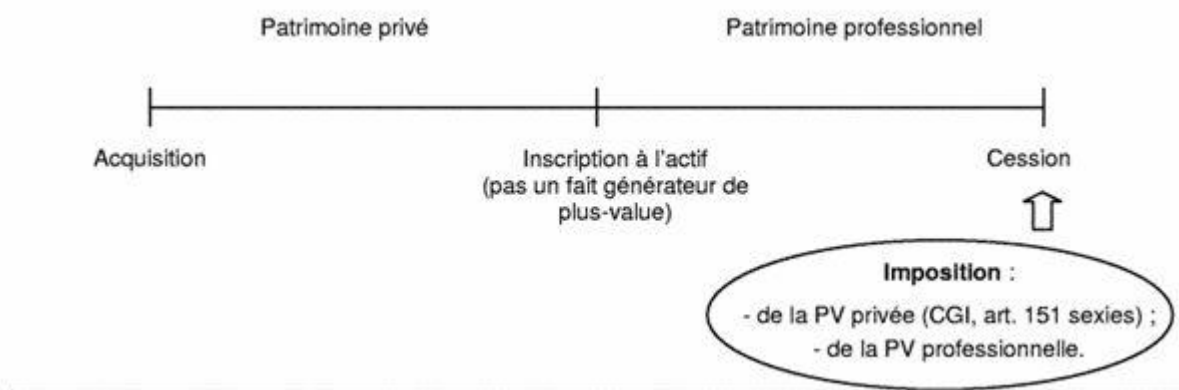 Patrimoine privé
Patrimoine professionnel
Acquisition
Inscription à l'actif
(pas un fait générateur de
plus-value)
Cession
Imposition :
- de la PV privée (CGI, art. 151 sexies) ;
- de la PV professionnelle.